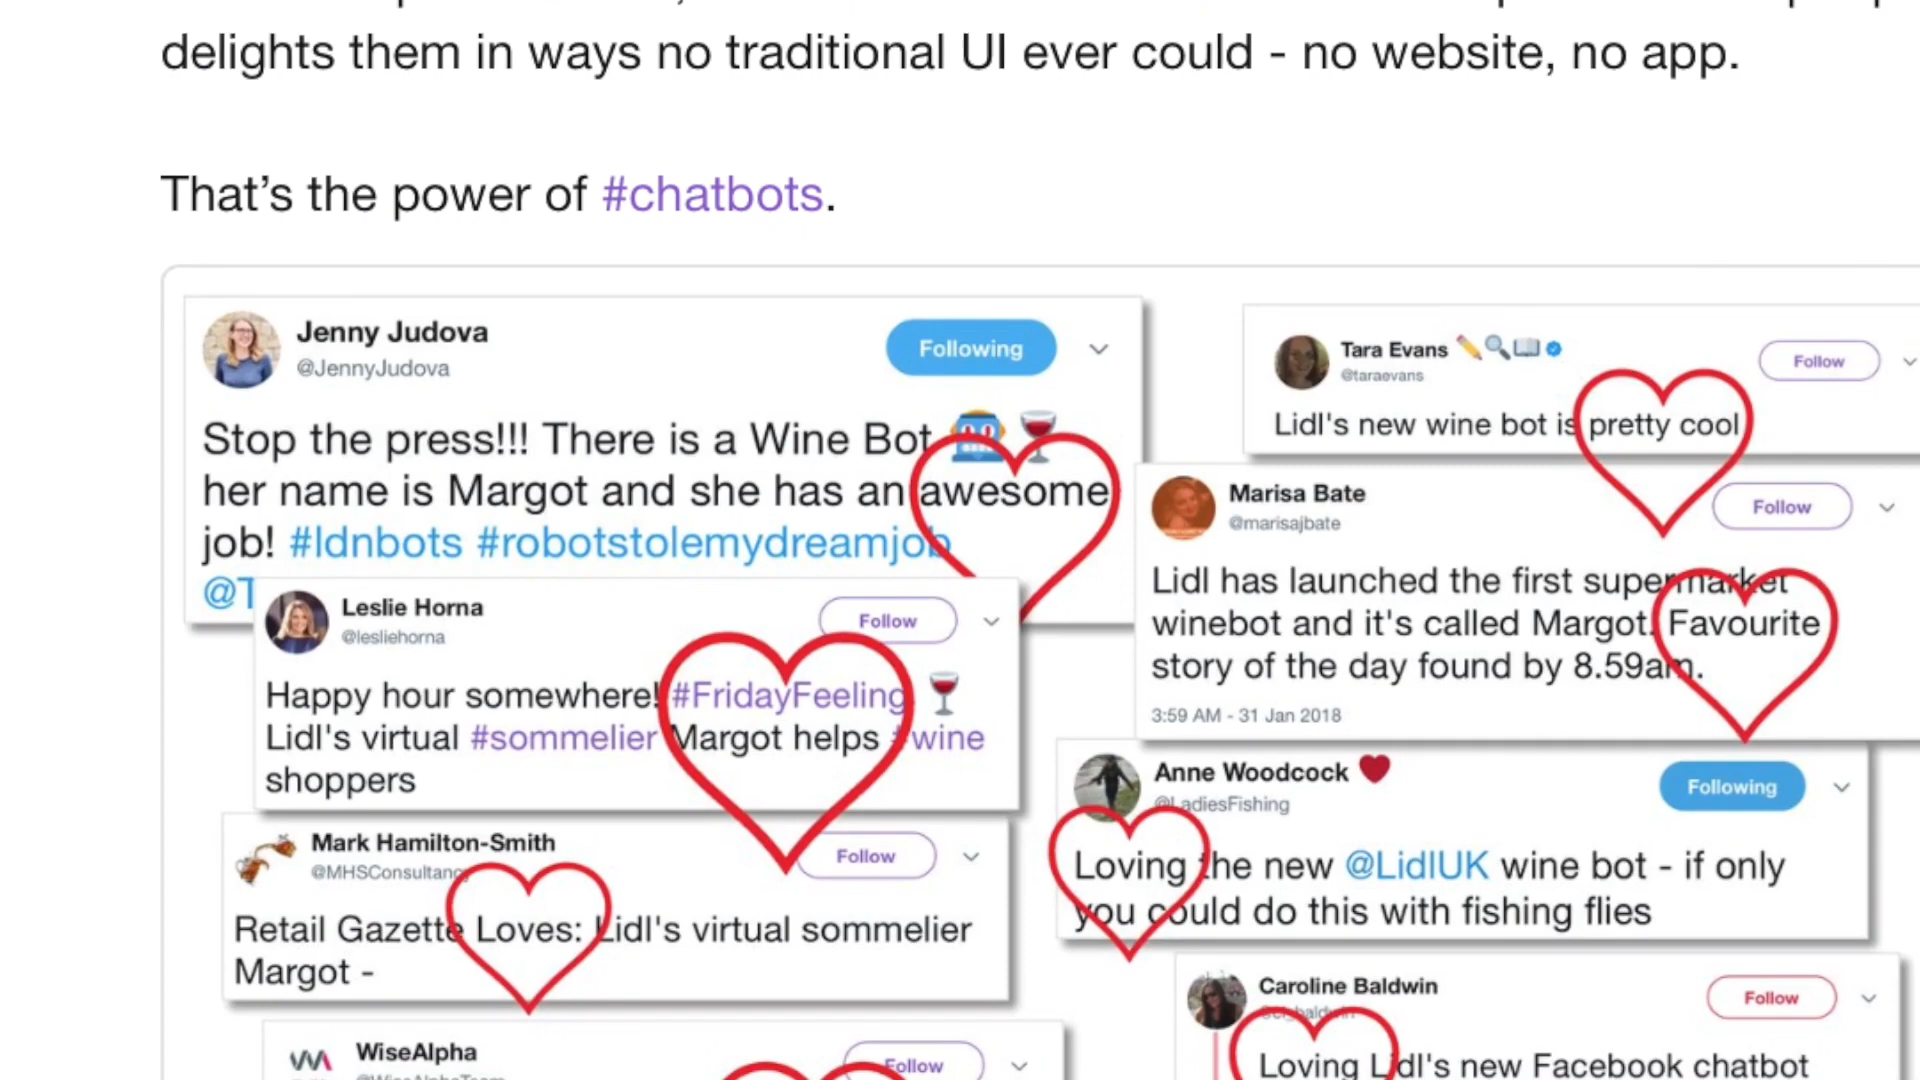 delights them in ways no traditional UI ever could - no website, no app.
That's the power of #chatbots.
Jenny Judova
@JennyJudova
Following
Stop the press!!! There is a Wine Bot
her name is Margot and she has an awesome
job! #ldnbots #robotstolemydreamjob
@T
Leslie Horna
@lesliehorna
Follow
Happy hour somewhere! #FridayFeeling
Lidl's virtual #sommelier Margot helps #wine
shoppers
Mark Hamilton-Smith
@MHSConsultancy
Follow
Retail Gazette Loves: Lidl's virtual sommelier
Margot -
WiseAlpha
@WiseAlphaTeam
Follow
Tara Evans
@taraevans
Follow
Lidl's new wine bot is pretty cool
Marisa Bate
@marisajbate
Follow
Lidl has launched the first supermarket
winebot and it's called Margot. Favourite
story of the day found by 8.59am.
3:59 AM - 31 Jan 2018
Anne Woodcock
@LadiesFishing
Following
Loving the new @LidlUK wine bot - if only
you could do this with fishing flies
Caroline Baldwin
Follow
Loving Lidl's new Facebook chatbot